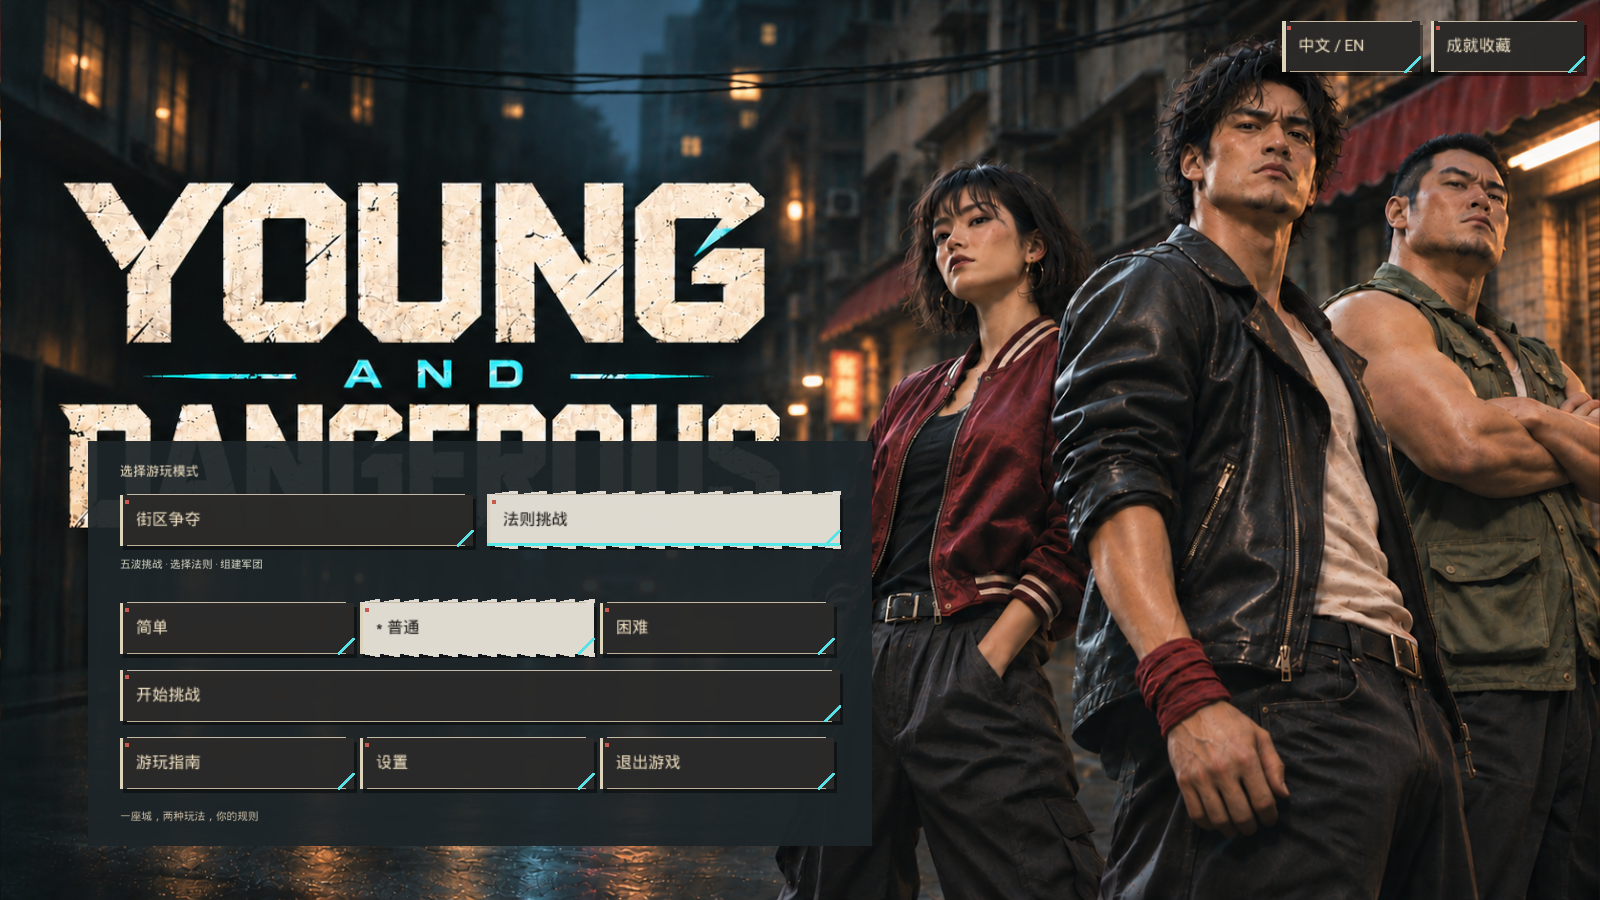 中文 / EN
成就收藏
YOUNG
AND
DANGEROUS
选择游玩模式
街区争夺
法则挑战
五波挑战 · 选择法则 · 组建军团
简单
* 普通
困难
开始挑战
游玩指南
设置
退出游戏
一座城，两种玩法，你的规则